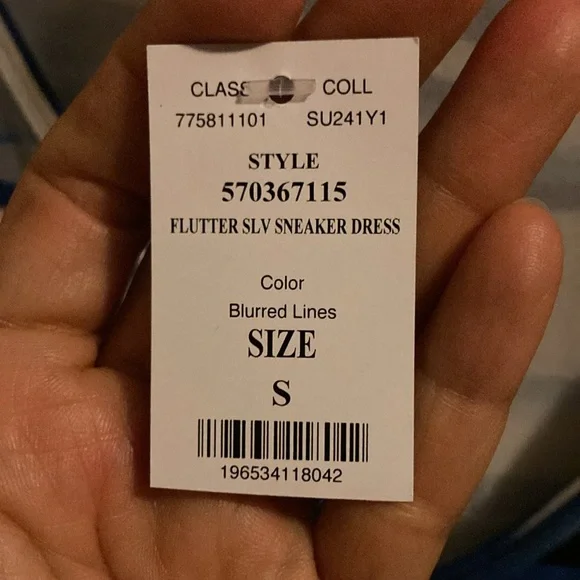 CLASS COLL
775811101 SU241Y1
STYLE
570367115
FLUTTER SLV SNEAKER DRESS
Color
Blurred Lines
SIZE
S
196534118042